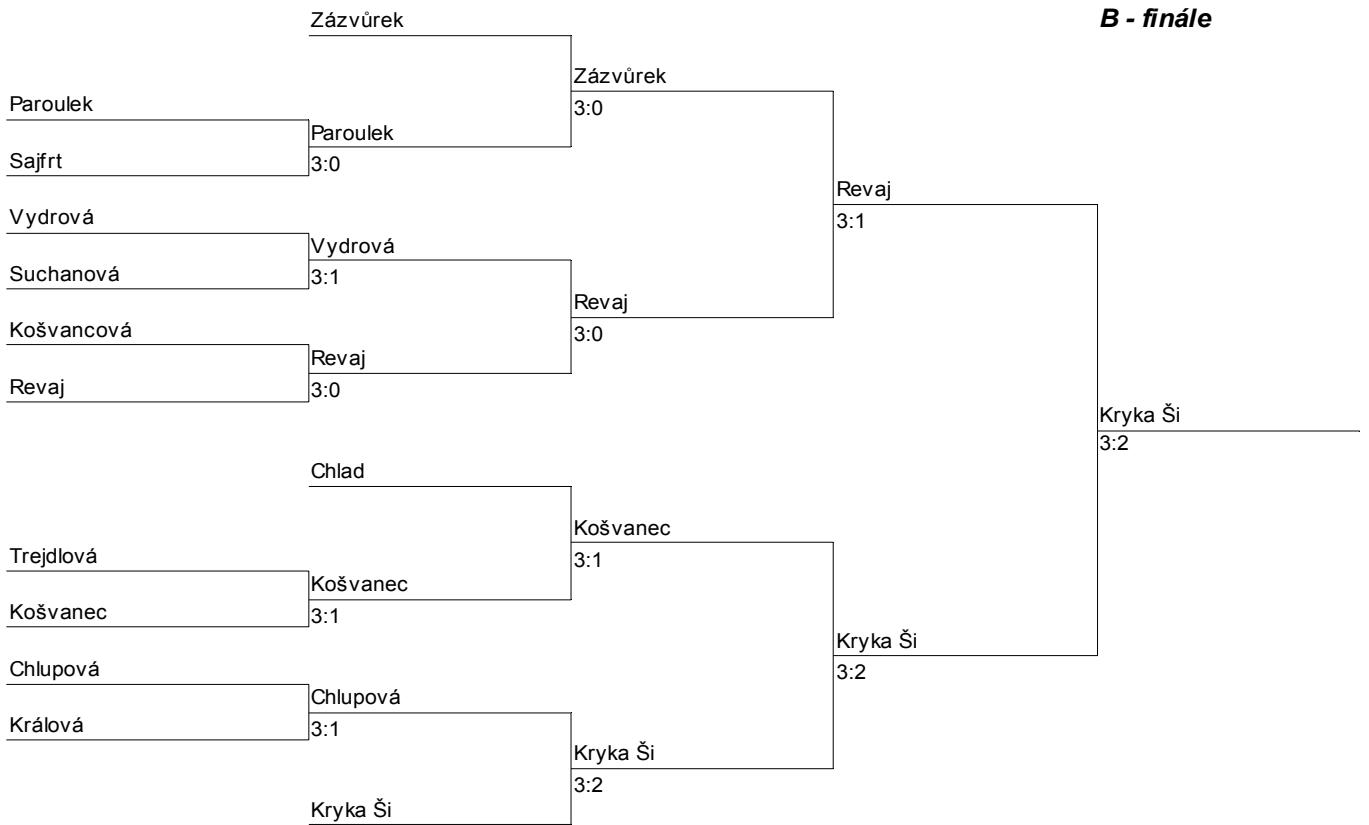 Zázvůrek
B - finále
Zázvůrek
3:0
Paroulek
Paroulek
3:0
Sajfrt
Revaj
3:1
Vydrová
Vydrová
3:1
Suchanová
Revaj
3:0
Košvancová
Revaj
3:0
Revaj
Kryka Ši
3:2
Chlad
Košvanec
3:1
Trejdlová
Košvanec
3:1
Košvanec
Kryka Ši
3:2
Chlupová
Chlupová
3:1
Králová
Kryka Ši
3:2
Kryka Ši